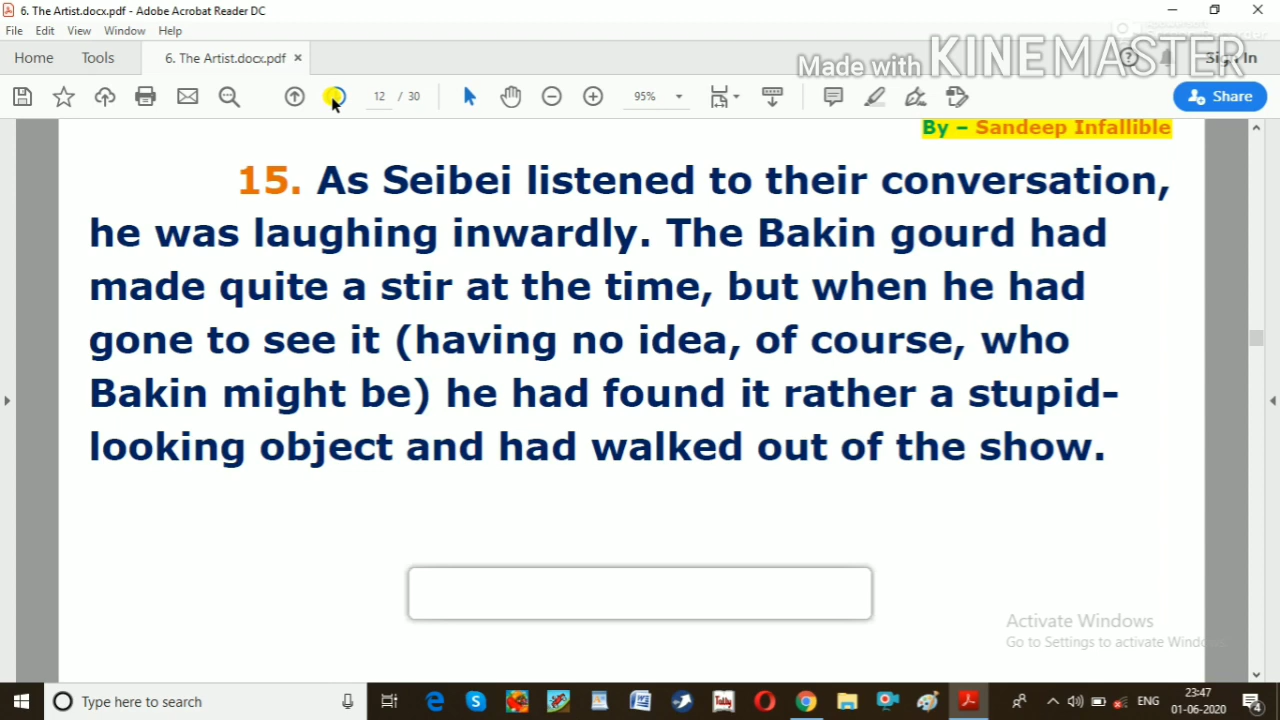 6. The Artist.docx.pdf - Adobe Acrobat Reader DC
File Edit View Window Help
Home Tools 6. The Artist.docx.pdf × Sign In
Made with KINEMASTER
12 / 30 95% Share
By – Sandeep Infallible
15. As Seibei listened to their conversation,
he was laughing inwardly. The Bakin gourd had
made quite a stir at the time, but when he had
gone to see it (having no idea, of course, who
Bakin might be) he had found it rather a stupid-
looking object and had walked out of the show.
Activate Windows
Go to Settings to activate Windows.
Type here to search ENG 23:47
01-06-2020 4